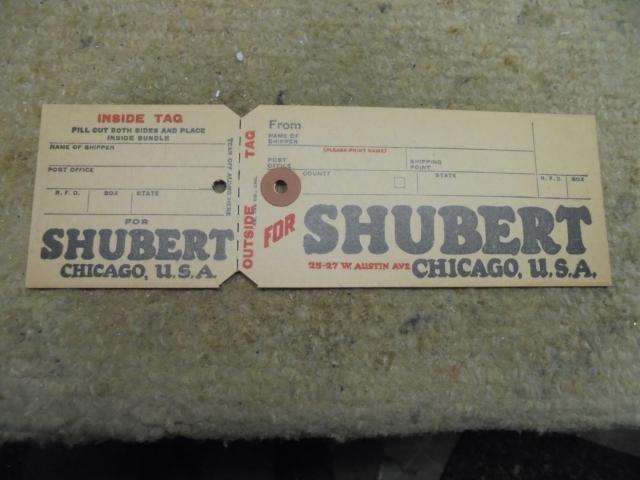 INSIDE TAG
FILL OUT BOTH SIDES AND PLACE
INSIDE BUNDLE
NAME OF SHIPPER
POST OFFICE
R. F. D. BOX STATE
FOR
SHUBERT
CHICAGO, U.S.A.
TEAR OFF ALONG HERE
OUTSIDE TAG
From
NAME OF
SHIPPER
(PLEASE PRINT NAME)
POST
OFFICE
SHIPPING
POINT
COUNTY STATE R. F. D. BOX
FOR SHUBERT
25-27 W. AUSTIN AVE CHICAGO, U.S.A.